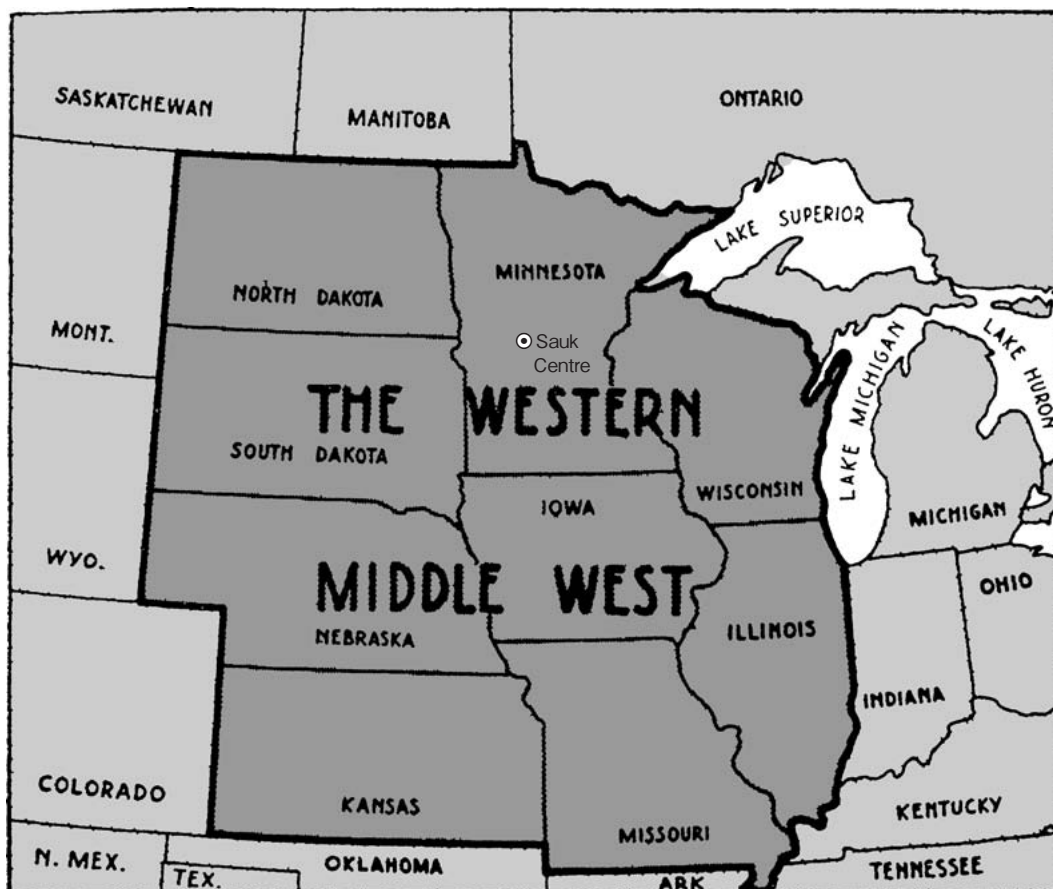 SASKATCHEWAN
MANITOBA
ONTARIO
LAKE SUPERIOR
MINNESOTA
NORTH DAKOTA
MONT.
Sauk
Centre
LAKE MICHIGAN
LAKE HURON
THE WESTERN
SOUTH DAKOTA
WISCONSIN
IOWA
MICHIGAN
WYO.
OHIO
MIDDLE WEST
NEBRASKA
ILLINOIS
INDIANA
COLORADO
KANSAS
KENTUCKY
MISSOURI
N. MEX.
TEX.
OKLAHOMA
ARK
TENNESSEE